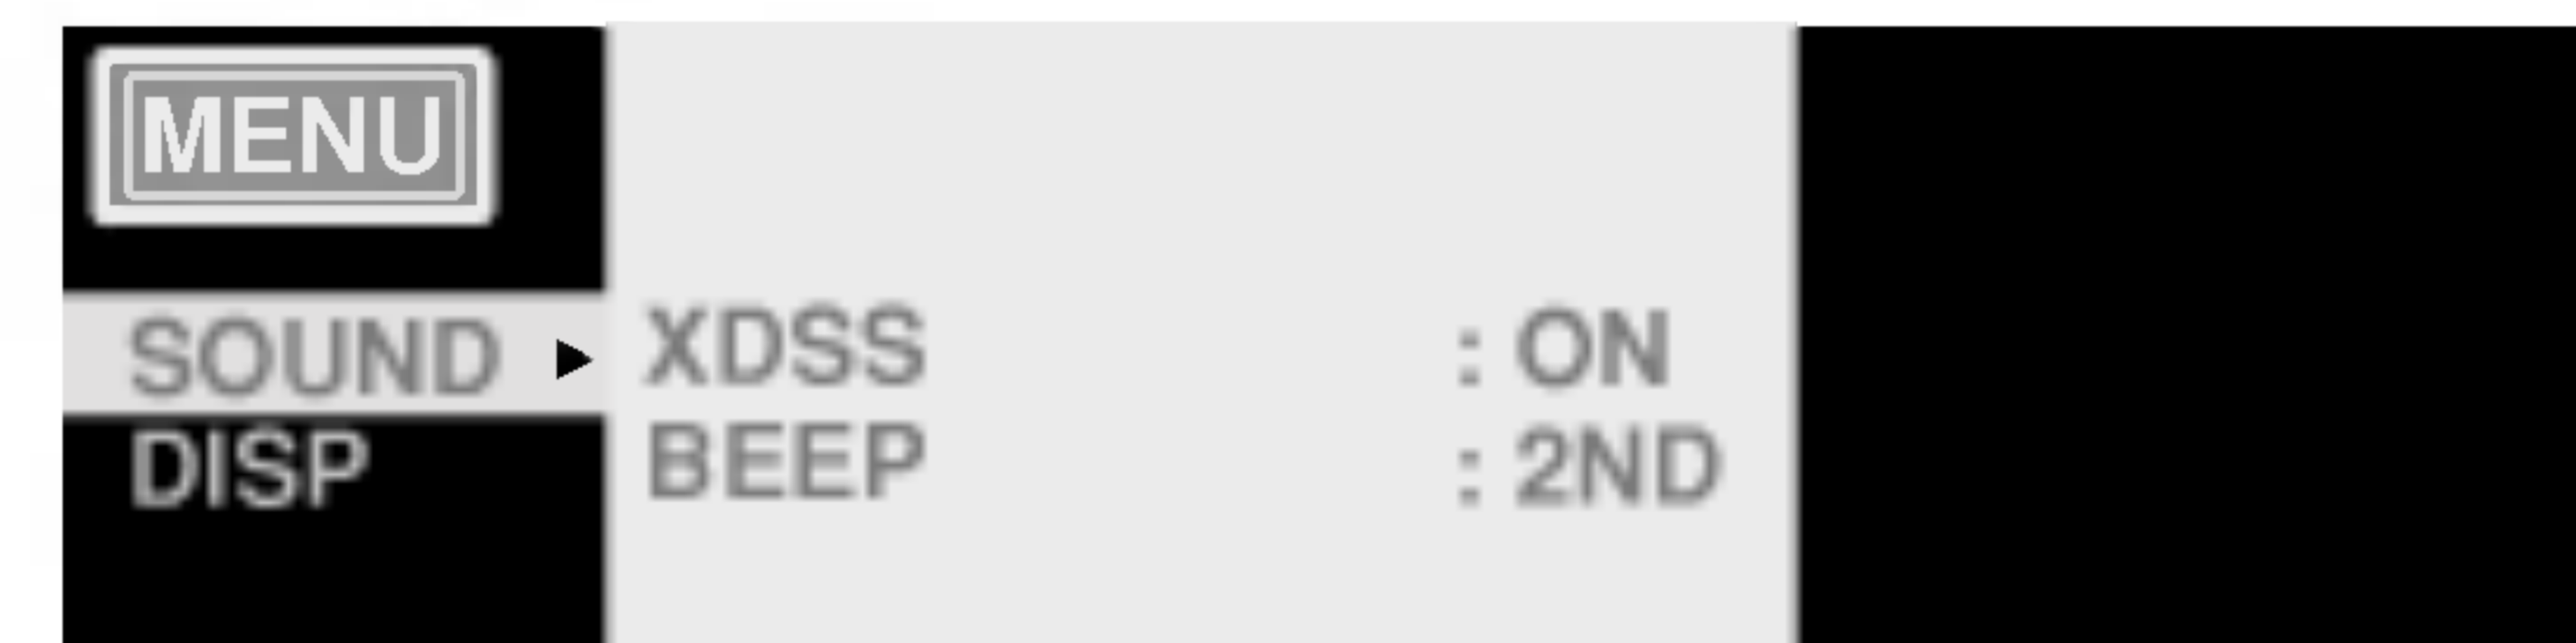 MENU
SOUND ▶ XDSS : ON
DISP BEEP : 2ND